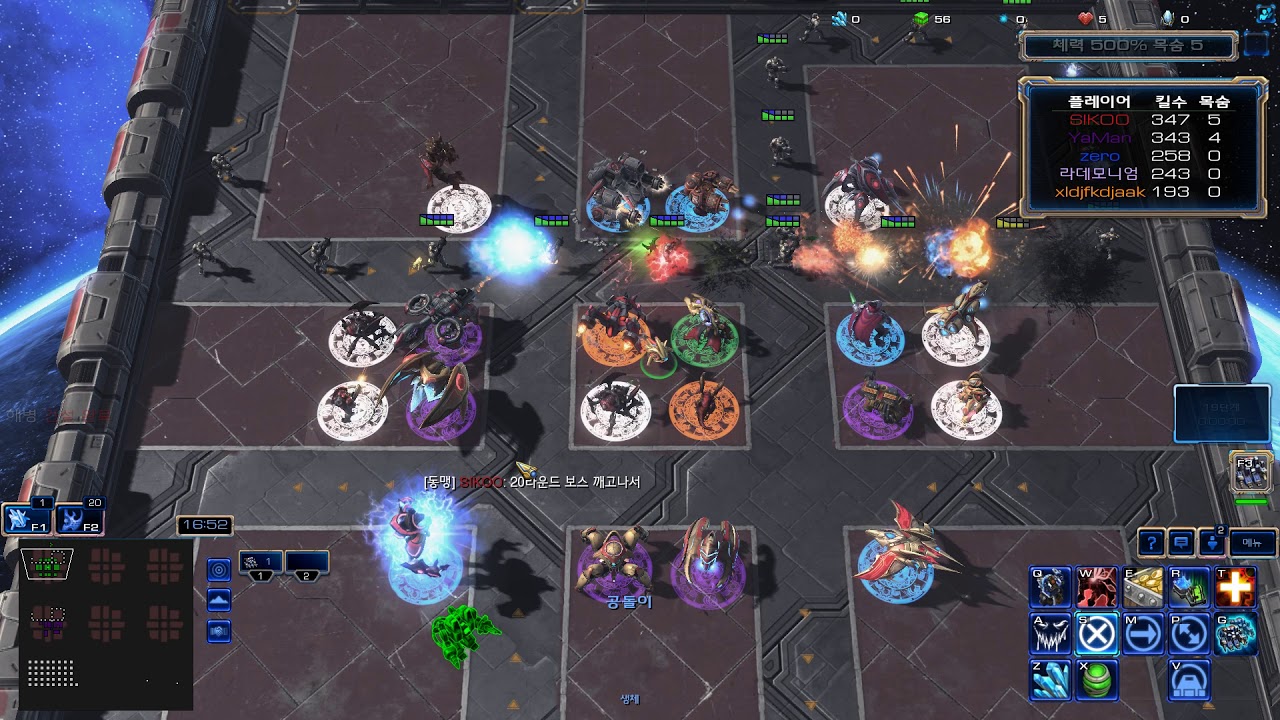 0 56 0 5 0
체력 500% 목숨 5
플레이어 킬수 목숨
SIKOO 347 5
YaMan 343 4
zero 258 0
라데모니엄 243 0
xldjfkdjaak 193 0
[동맹] SIKOO: 20라운드 보스 깨고나서
F3
1 20
F1 F2
16:52
1
1 2
공돌이
생체
? 2 메뉴
Q W E R T
A S M P G
Z X V